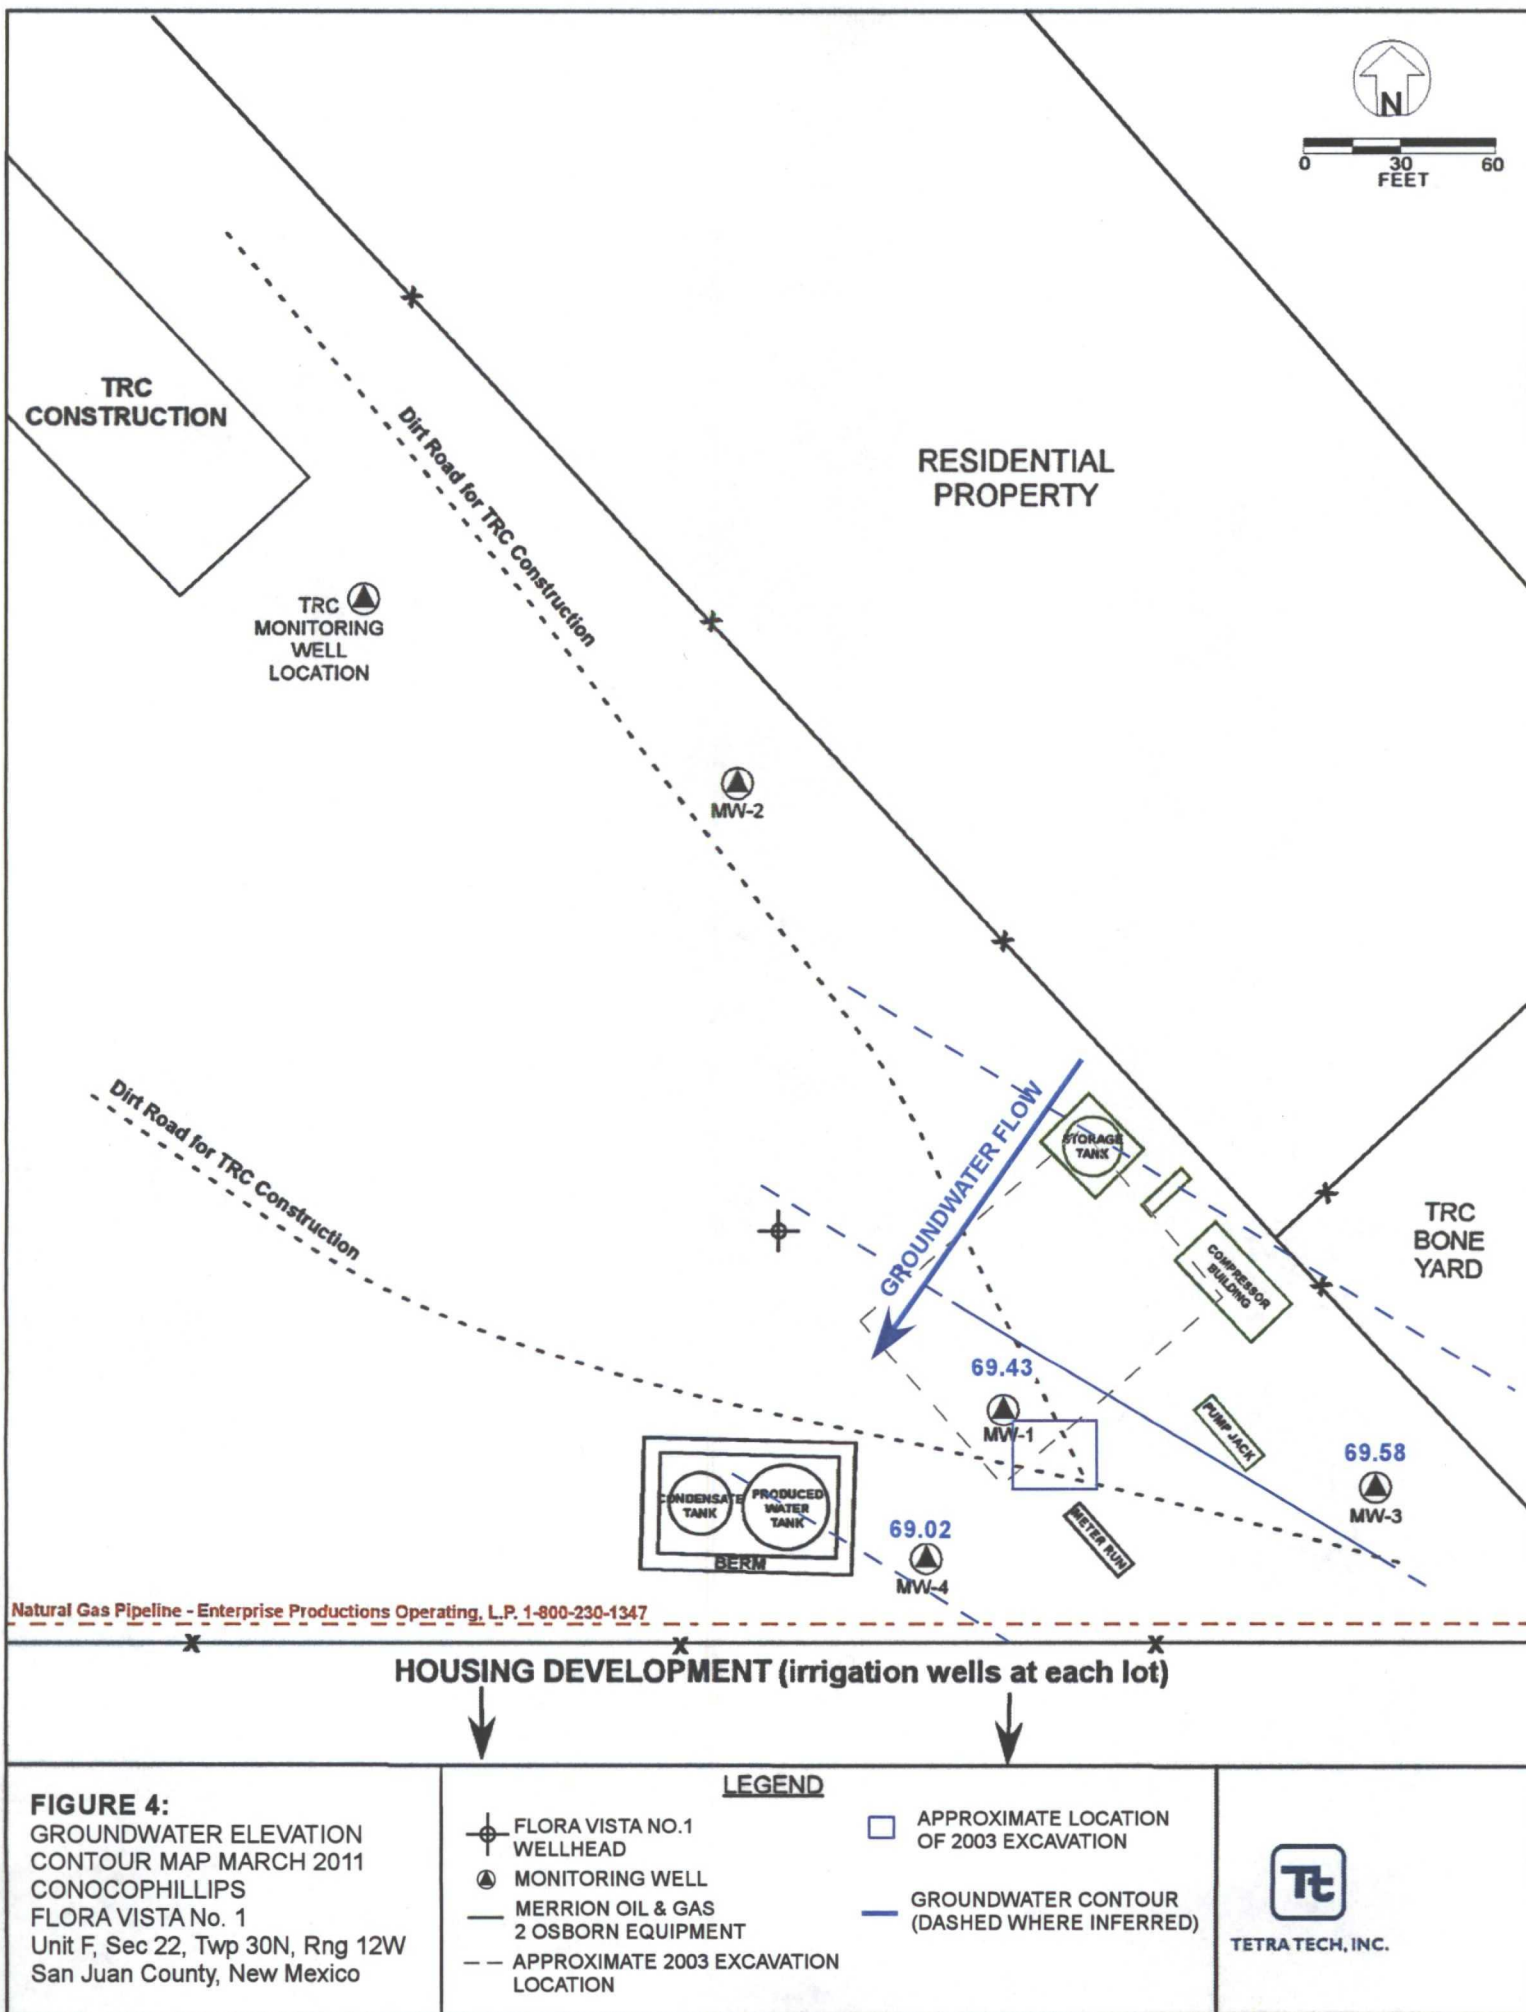 N
0 30 60
FEET
TRC
CONSTRUCTION
Dirt Road for TRC Construction
RESIDENTIAL
PROPERTY
TRC
MONITORING
WELL
LOCATION
MW-2
Dirt Road for TRC Construction
GROUNDWATER FLOW
STORAGE
TANK
COMPRESSOR
BUILDING
TRC
BONE
YARD
69.43
MW-1
PUMP JACK
69.58
MW-3
CONDENSATE
TANK
PRODUCED
WATER
TANK
BERM
69.02
MW-4
METER RUN
Natural Gas Pipeline - Enterprise Productions Operating, L.P. 1-800-230-1347
HOUSING DEVELOPMENT (irrigation wells at each lot)
FIGURE 4:
GROUNDWATER ELEVATION
CONTOUR MAP MARCH 2011
CONOCOPHILLIPS
FLORA VISTA No. 1
Unit F, Sec 22, Twp 30N, Rng 12W
San Juan County, New Mexico
LEGEND
FLORA VISTA NO.1
WELLHEAD
MONITORING WELL
MERRION OIL & GAS
2 OSBORN EQUIPMENT
APPROXIMATE 2003 EXCAVATION
LOCATION
APPROXIMATE LOCATION
OF 2003 EXCAVATION
GROUNDWATER CONTOUR
(DASHED WHERE INFERRED)
Tt
TETRA TECH, INC.